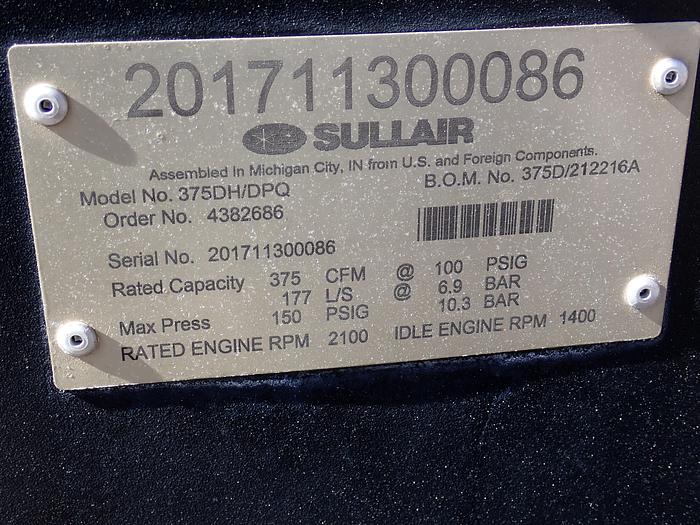 201711300086
SULLAIR
Assembled In Michigan City, IN from U.S. and Foreign Components.
Model No. 375DH/DPQ B.O.M. No. 375D/212216A
Order No. 4382686
Serial No. 201711300086
Rated Capacity 375 CFM @ 100 PSIG
177 L/S @ 6.9 BAR
Max Press 150 PSIG 10.3 BAR
RATED ENGINE RPM 2100 IDLE ENGINE RPM 1400